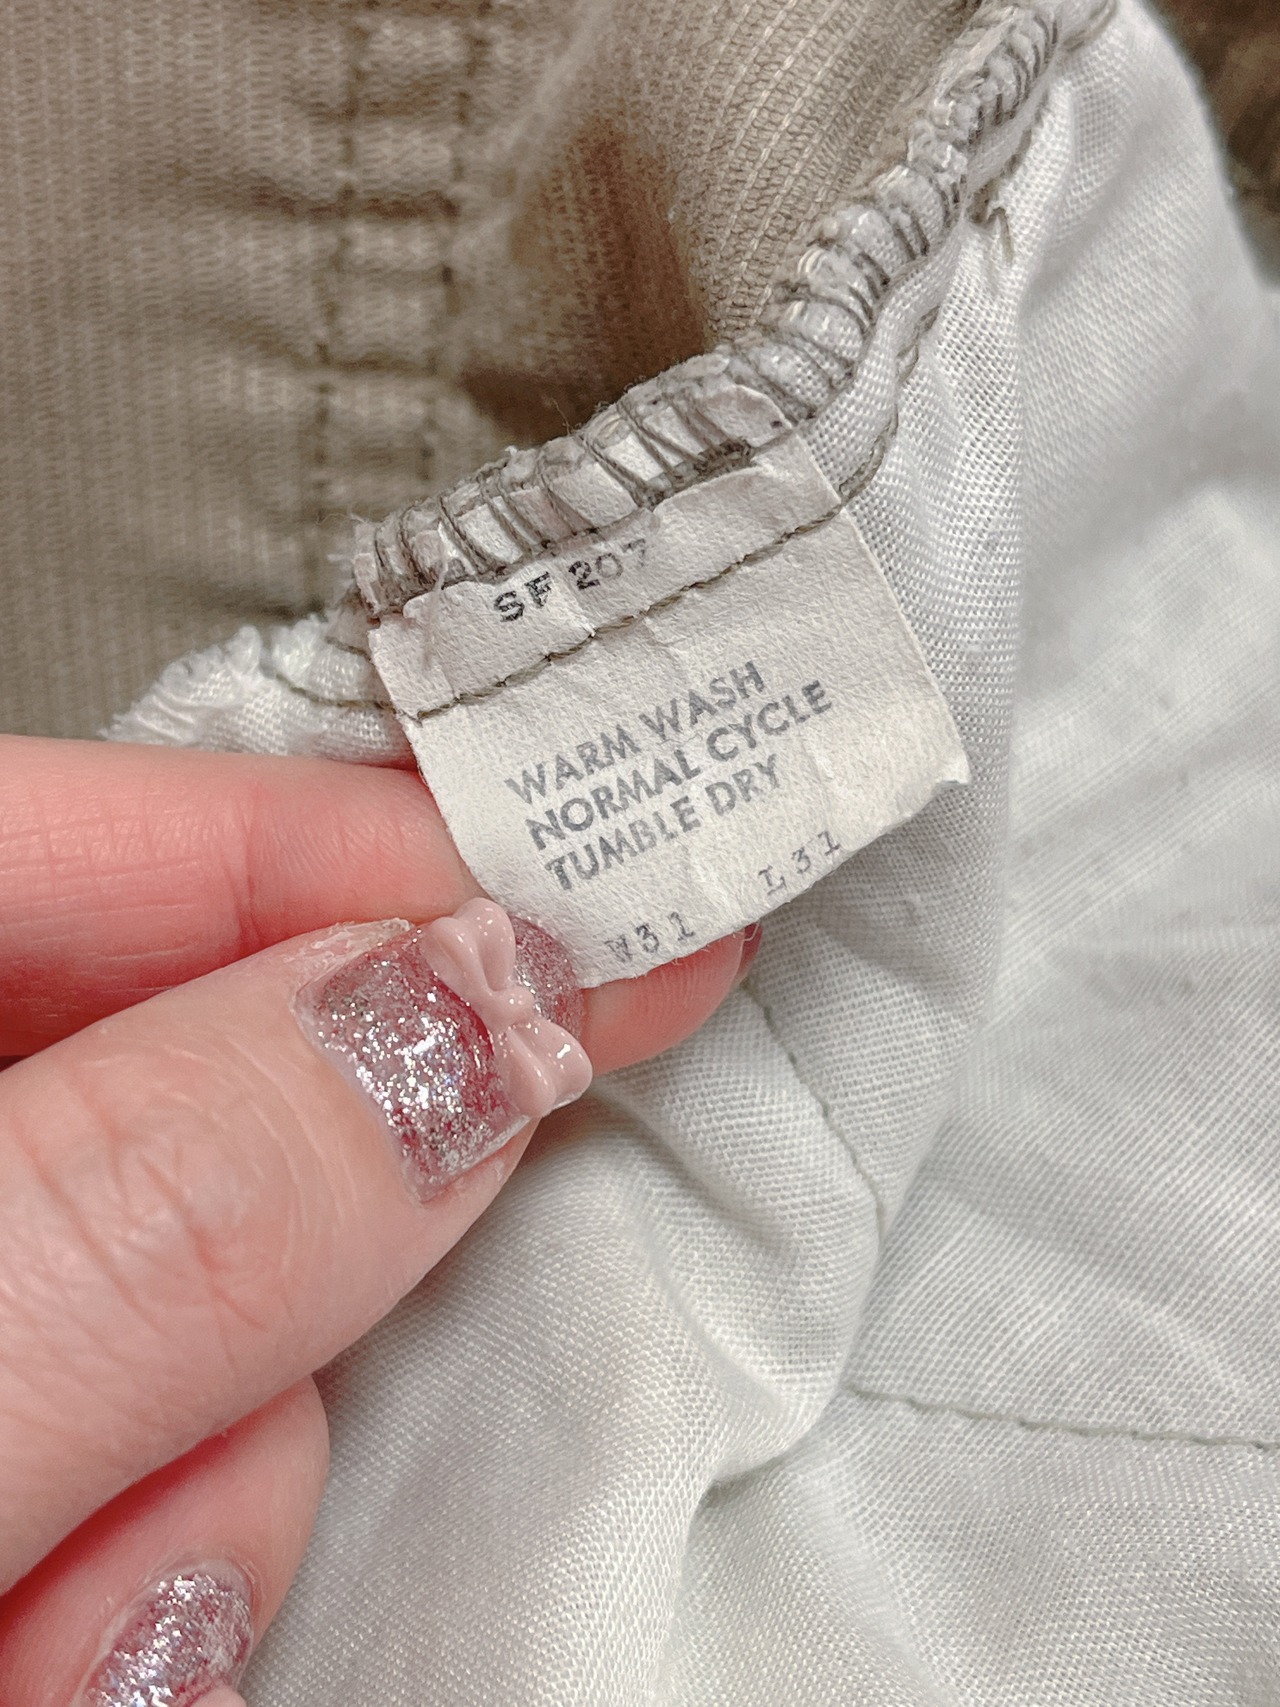 SF 207
WARM WASH
NORMAL CYCLE
TUMBLE DRY
W31 L31